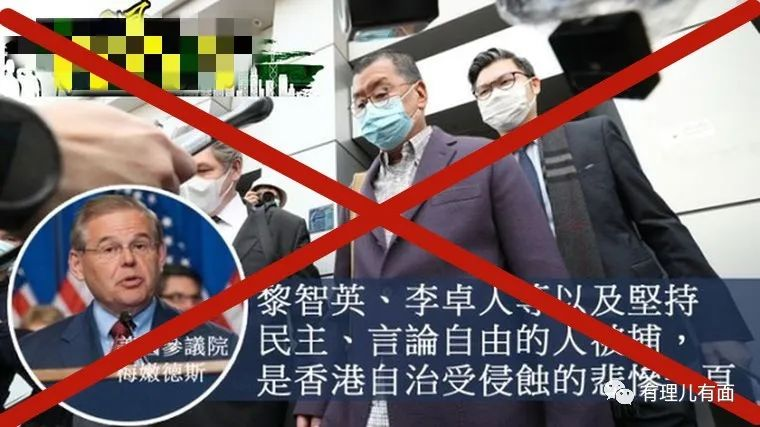 黎智英、李卓人等以及堅持
民主、言論自由的人被捕，
是香港自治受侵蝕的悲慘一頁
美國參議院
梅嫩德斯
有理儿有面